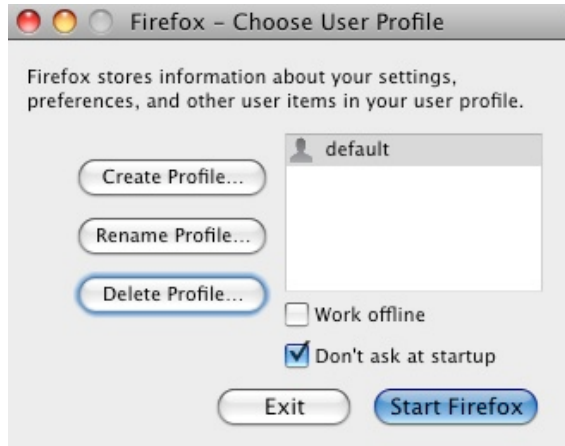 Firefox – Choose User Profile
Firefox stores information about your settings,
preferences, and other user items in your user profile.
default
Create Profile...
Rename Profile...
Delete Profile...
Work offline
Don't ask at startup
Exit
Start Firefox